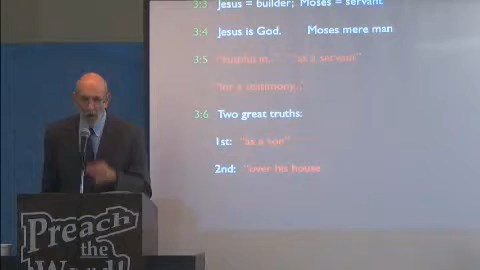 3:3 Jesus = builder; Moses = servant
3:4 Jesus is God. Moses mere man
3:5 "faithful in..." "as a servant"
"for a testimony.."
3:6 Two great truths:
1st: "as a son"
2nd: "over his house
Preach
the
Word!